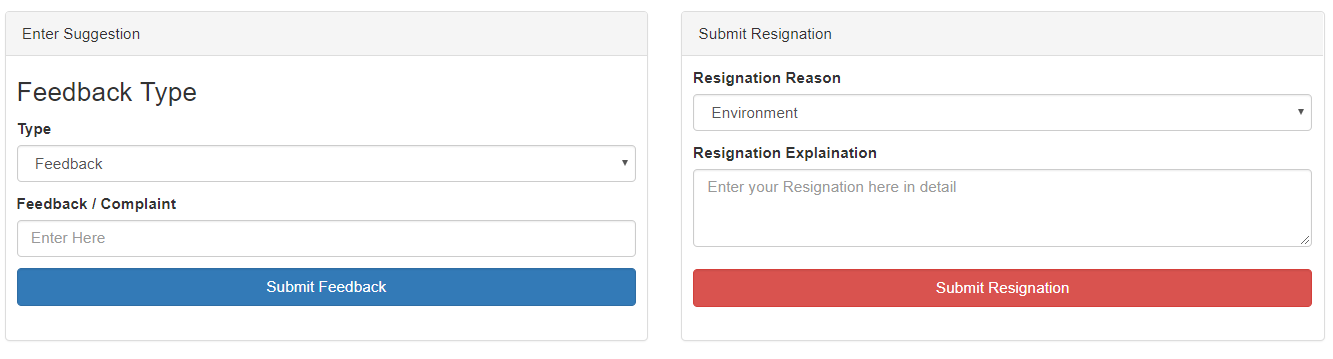 Enter Suggestion
Feedback Type
Type
Feedback
Feedback / Complaint
Enter Here
Submit Feedback
Submit Resignation
Resignation Reason
Environment
Resignation Explaination
Enter your Resignation here in detail
Submit Resignation